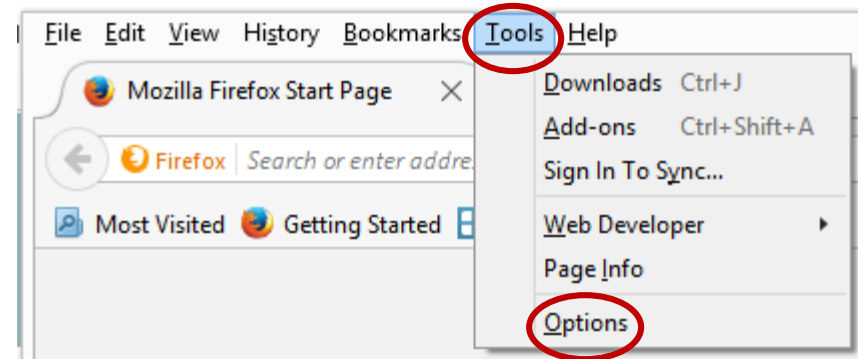 File Edit View History Bookmarks Tools Help
Mozilla Firefox Start Page
Firefox Search or enter addre
Most Visited Getting Started
Downloads Ctrl+J
Add-ons Ctrl+Shift+A
Sign In To Sync...
Web Developer
Page Info
Options